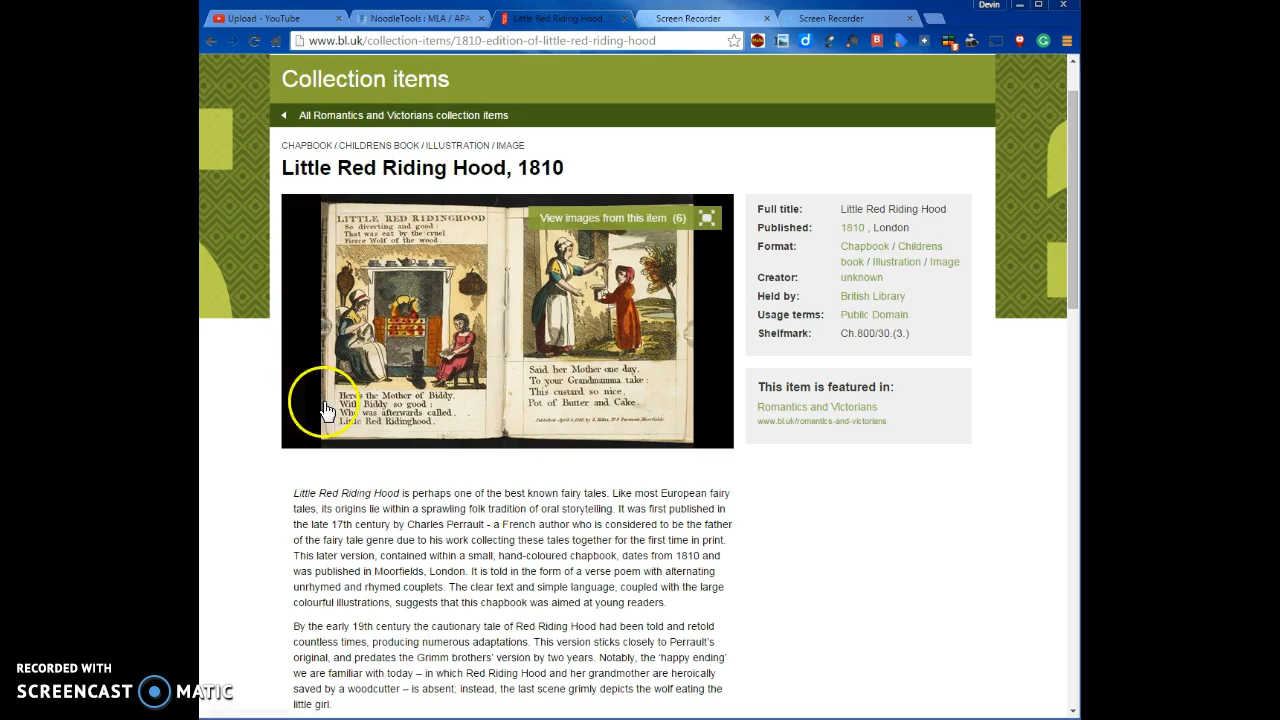 Devin
Upload - YouTube
NoodleTools : MLA / APA
Little Red Riding Hood, 1
Screen Recorder
Screen Recorder
www.bl.uk/collection-items/1810-edition-of-little-red-riding-hood
Collection items
All Romantics and Victorians collection items
CHAPBOOK / CHILDRENS BOOK / ILLUSTRATION / IMAGE
Little Red Riding Hood, 1810
View images from this item (6)
LITTLE RED RIDINGHOOD
So diverting and good:
That was eat by the cruel
Fierce Wolf of the wood.
Here's the Mother of Biddy,
With Biddy so good:
Who was afterwards called,
Little Red Ridinghood.
Said her Mother one day,
To your Grandmamma take:
This custard so nice,
Pot of Butter and Cake.
Full title: Little Red Riding Hood
Published: 1810 , London
Format: Chapbook / Childrens
book / Illustration / Image
Creator: unknown
Held by: British Library
Usage terms: Public Domain
Shelfmark: Ch.800/30.(3.)
This item is featured in:
Romantics and Victorians
www.bl.uk/romantics-and-victorians
Little Red Riding Hood is perhaps one of the best known fairy tales. Like most European fairy
tales, its origins lie within a sprawling folk tradition of oral storytelling. It was first published in
the late 17th century by Charles Perrault - a French author who is considered to be the father
of the fairy tale genre due to his work collecting these tales together for the first time in print.
This later version, contained within a small, hand-coloured chapbook, dates from 1810 and
was published in Moorfields, London. It is told in the form of a verse poem with alternating
unrhymed and rhymed couplets. The clear text and simple language, coupled with the large
colourful illustrations, suggests that this chapbook was aimed at young readers.
By the early 19th century the cautionary tale of Red Riding Hood had been told and retold
countless times, producing numerous adaptations. This version sticks closely to Perrault's
original, and predates the Grimm brothers' version by two years. Notably, the 'happy ending'
we are familiar with today – in which Red Riding Hood and her grandmother are heroically
saved by a woodcutter – is absent; instead, the last scene grimly depicts the wolf eating the
little girl.
RECORDED WITH
SCREENCAST MATIC